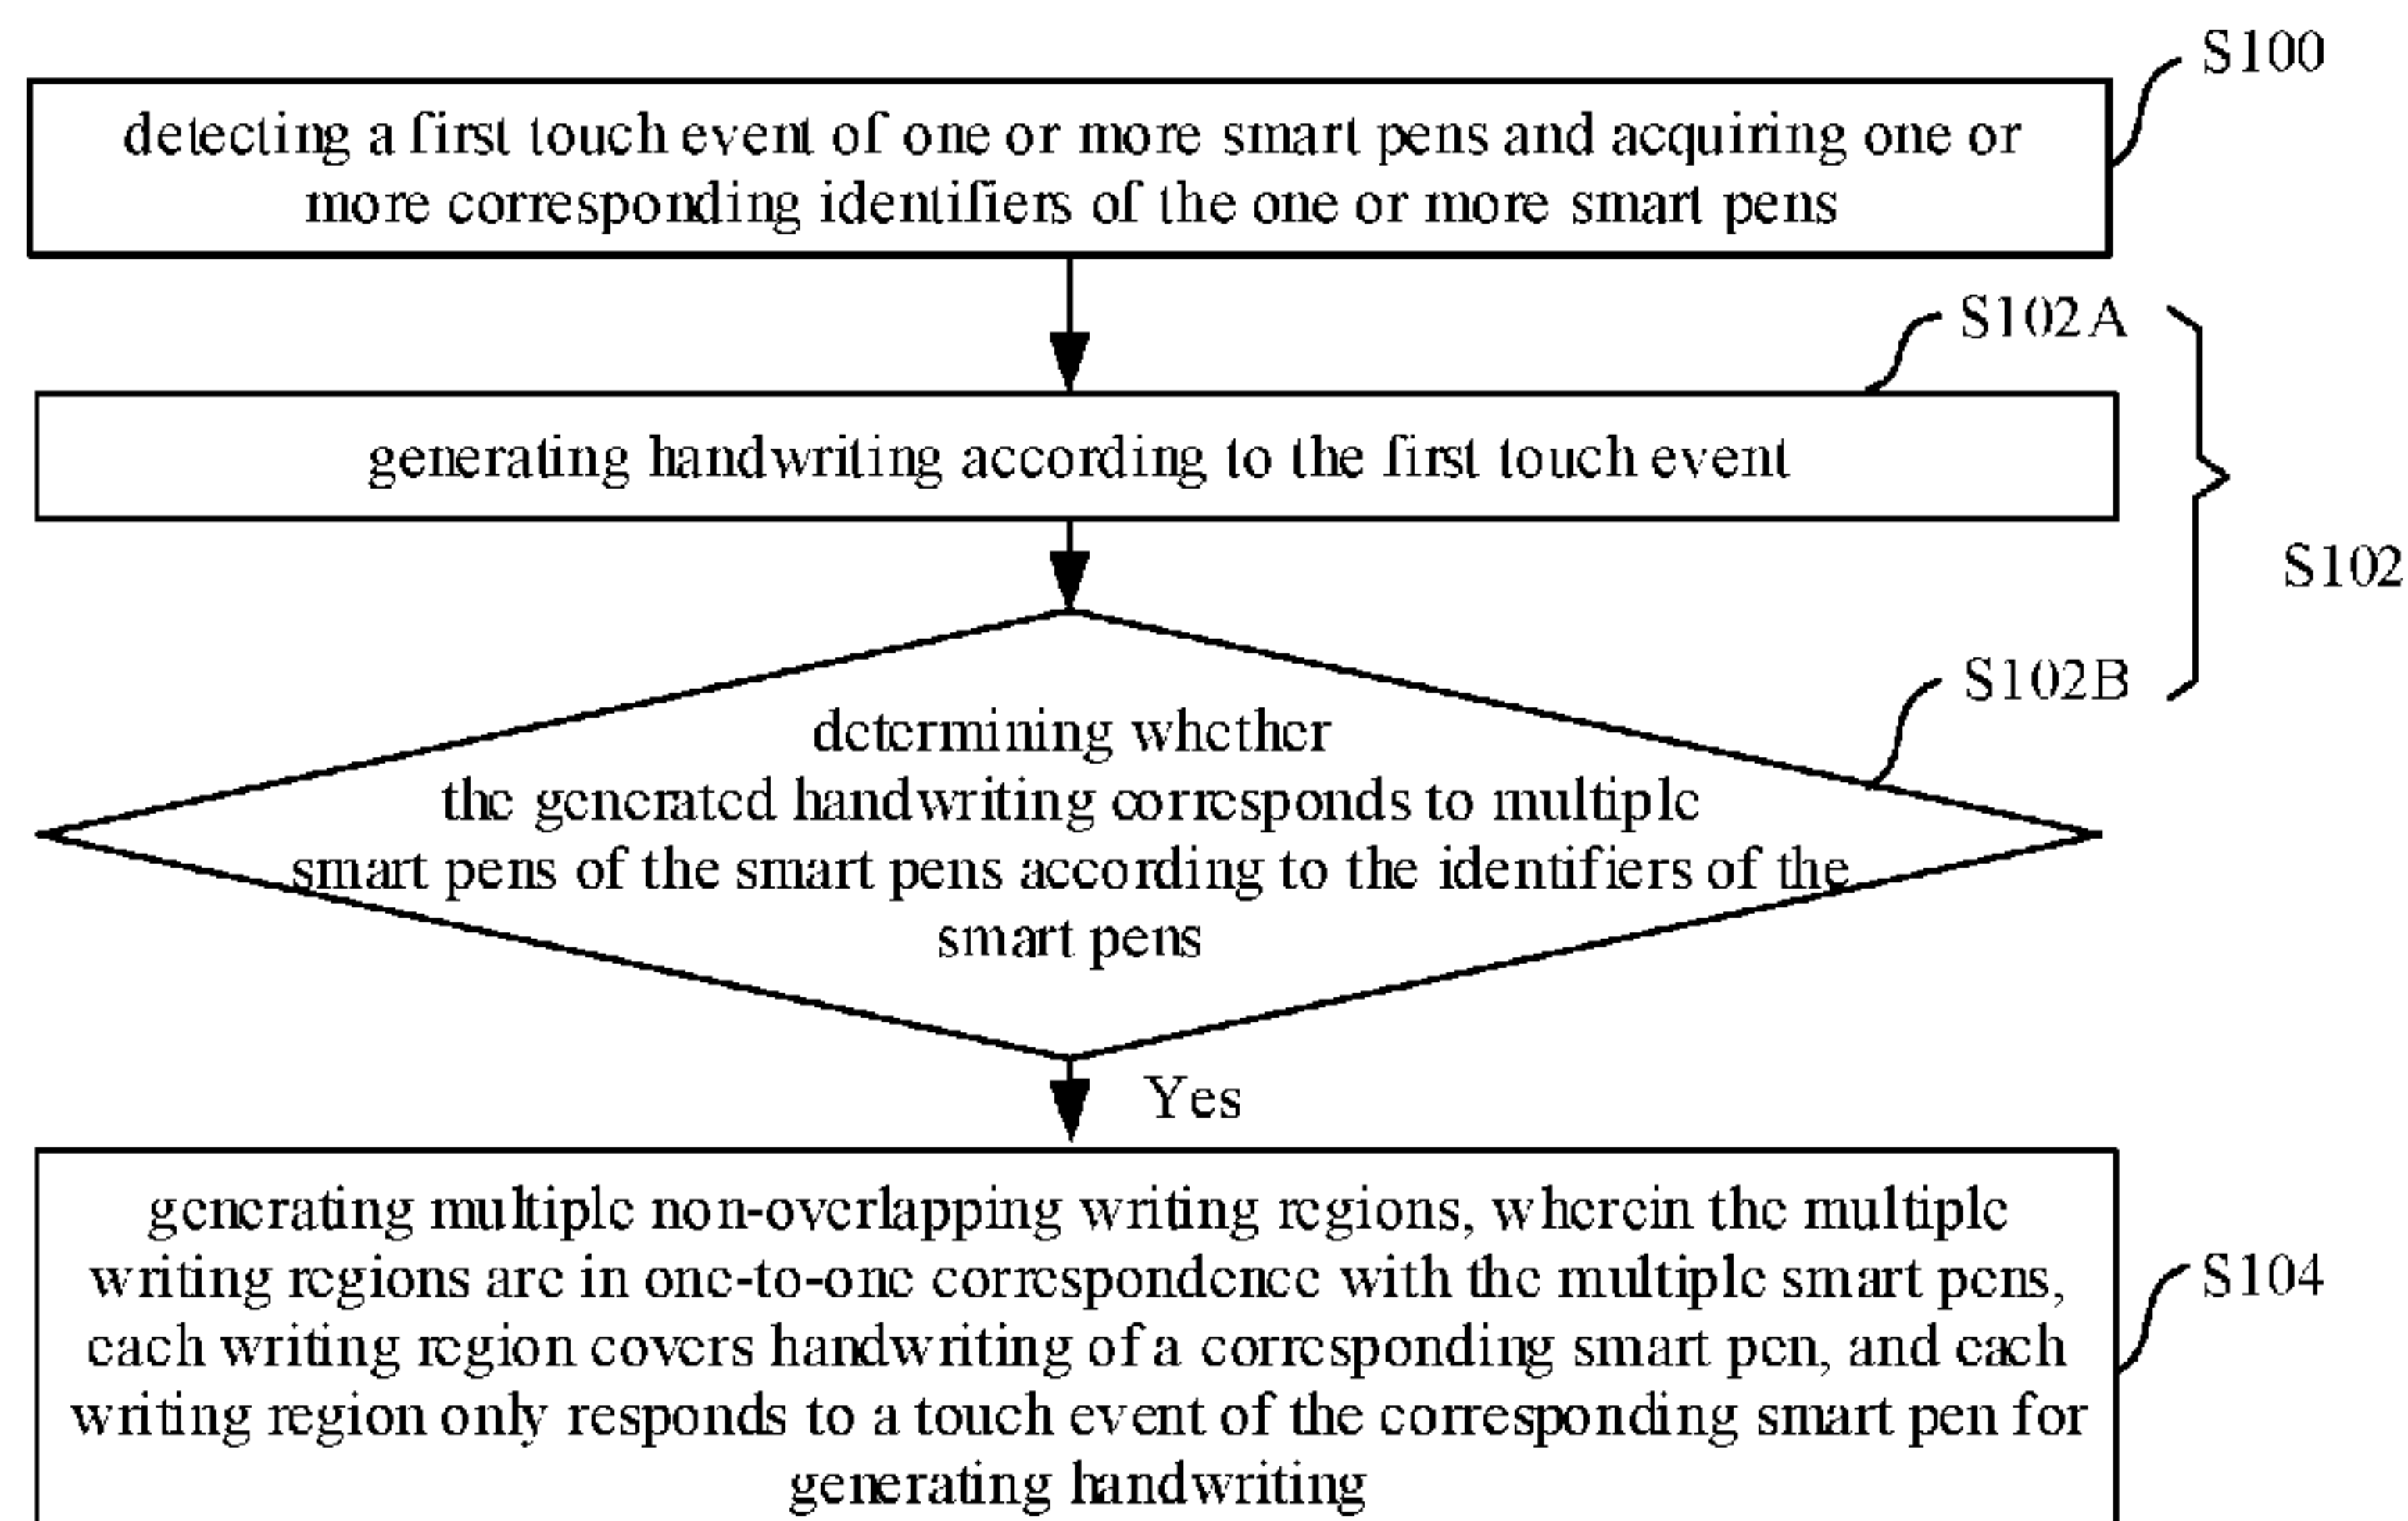 S100
detecting a first touch event of one or more smart pens and acquiring one or
more corresponding identifiers of the one or more smart pens
S102A
generating handwriting according to the first touch event
S102
S102B
determining whether
the generated handwriting corresponds to multiple
smart pens of the smart pens according to the identifiers of the
smart pens
Yes
generating multiple non-overlapping writing regions, wherein the multiple
writing regions are in one-to-one correspondence with the multiple smart pens,
S104
each writing region covers handwriting of a corresponding smart pen, and each
writing region only responds to a touch event of the corresponding smart pen for
generating handwriting